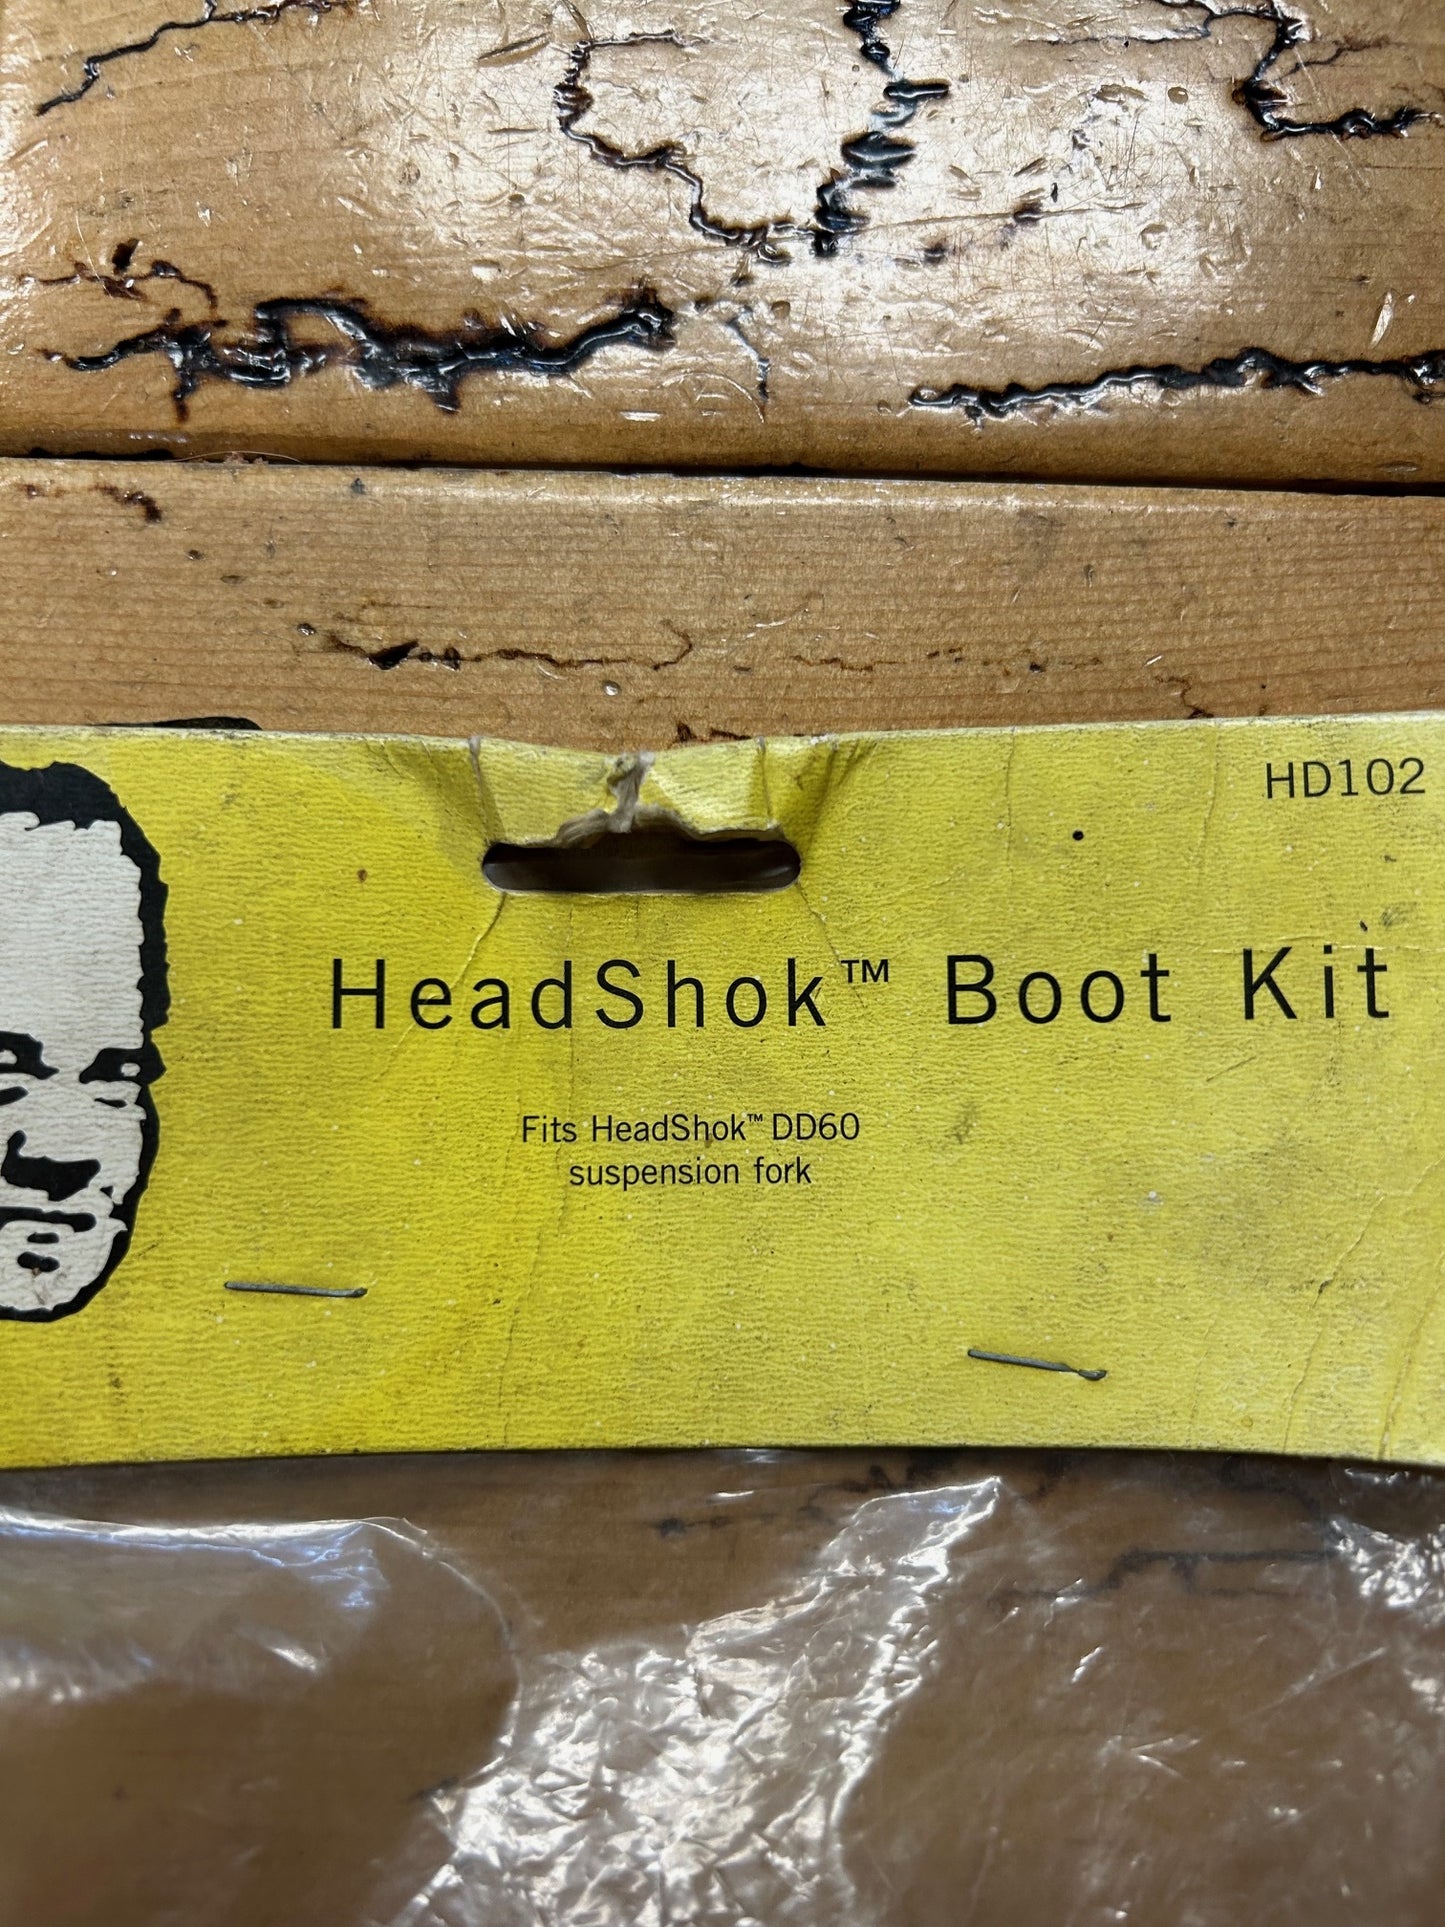 HD102
HeadShok™ Boot Kit
Fits HeadShok™ DD60
suspension fork